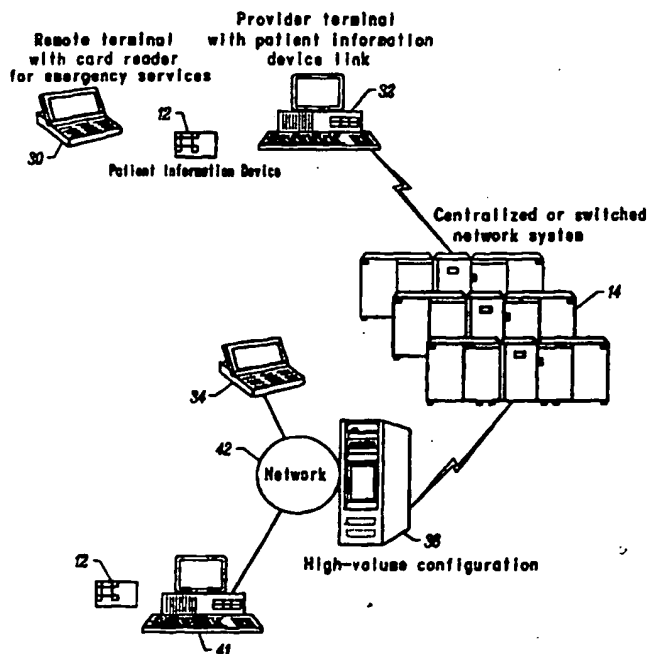 Provider terminal
with patient information
device link
Remote terminal
with card reader
for emergency services
32
12
30
Patient Information Device
Centralized or switched
network system
14
34
42
Network
36
High-volume configuration
12
41